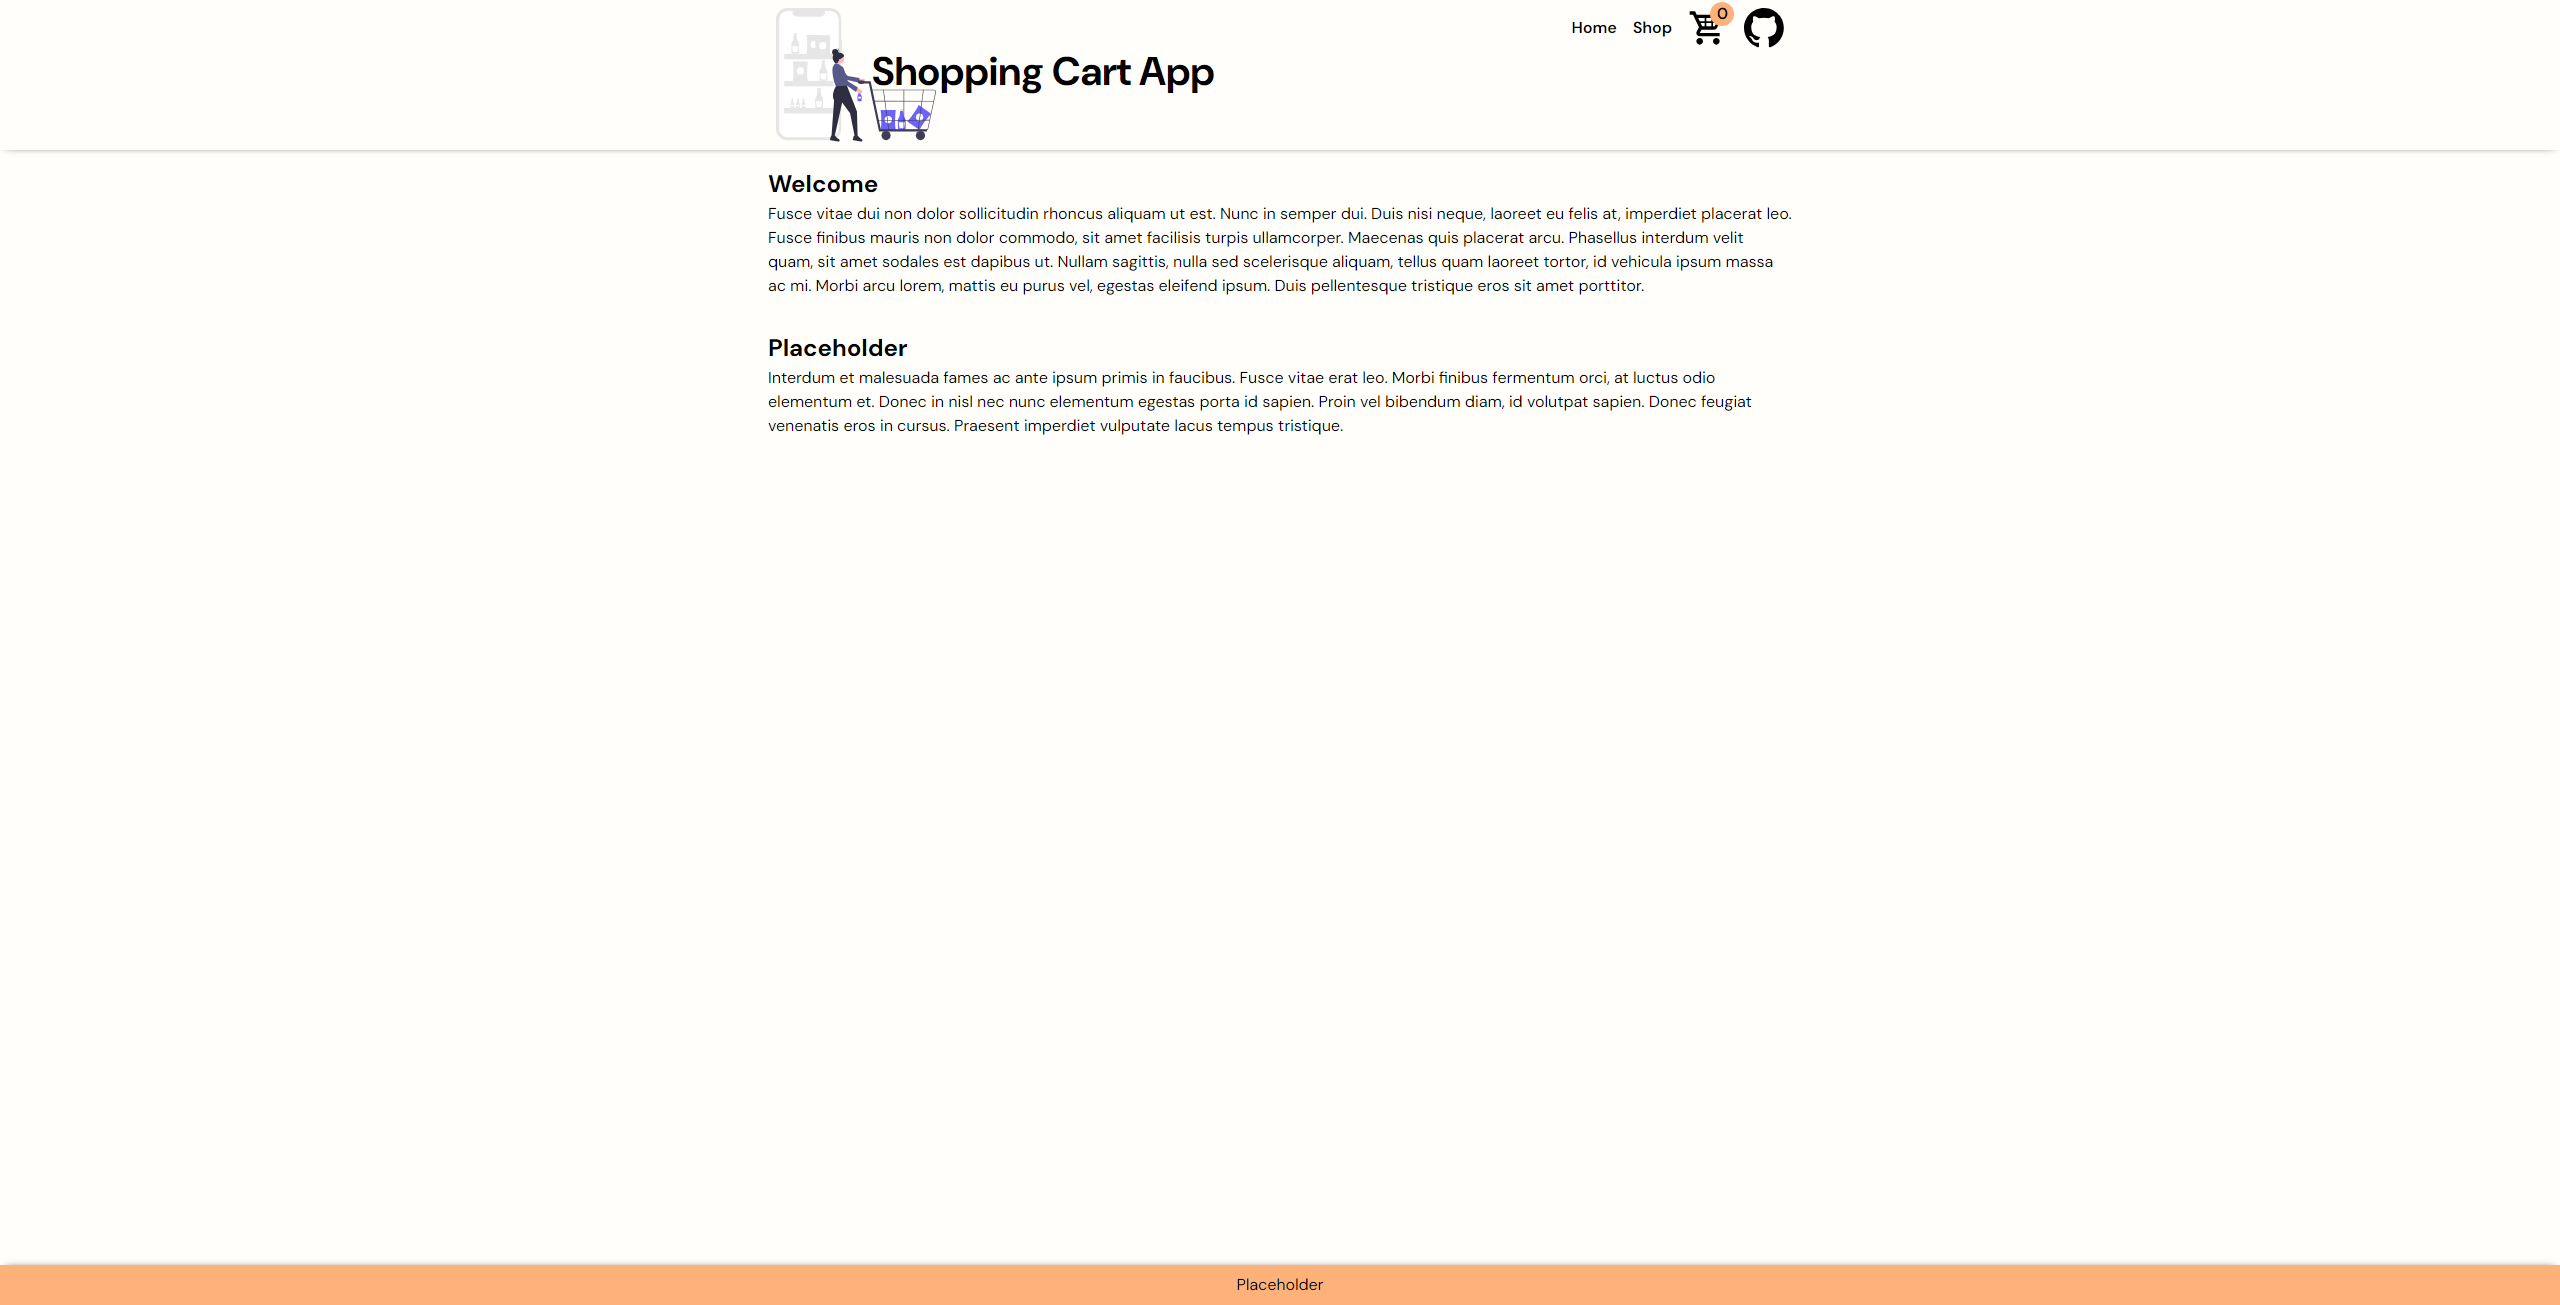 Shopping Cart App
Home
Shop
0
Welcome
Fusce vitae dui non dolor sollicitudin rhoncus aliquam ut est. Nunc in semper dui. Duis nisi neque, laoreet eu felis at, imperdiet placerat leo.
Fusce finibus mauris non dolor commodo, sit amet facilisis turpis ullamcorper. Maecenas quis placerat arcu. Phasellus interdum velit
quam, sit amet sodales est dapibus ut. Nullam sagittis, nulla sed scelerisque aliquam, tellus quam laoreet tortor, id vehicula ipsum massa
ac mi. Morbi arcu lorem, mattis eu purus vel, egestas eleifend ipsum. Duis pellentesque tristique eros sit amet porttitor.
Placeholder
Interdum et malesuada fames ac ante ipsum primis in faucibus. Fusce vitae erat leo. Morbi finibus fermentum orci, at luctus odio
elementum et. Donec in nisl nec nunc elementum egestas porta id sapien. Proin vel bibendum diam, id volutpat sapien. Donec feugiat
venenatis eros in cursus. Praesent imperdiet vulputate lacus tempus tristique.
Placeholder